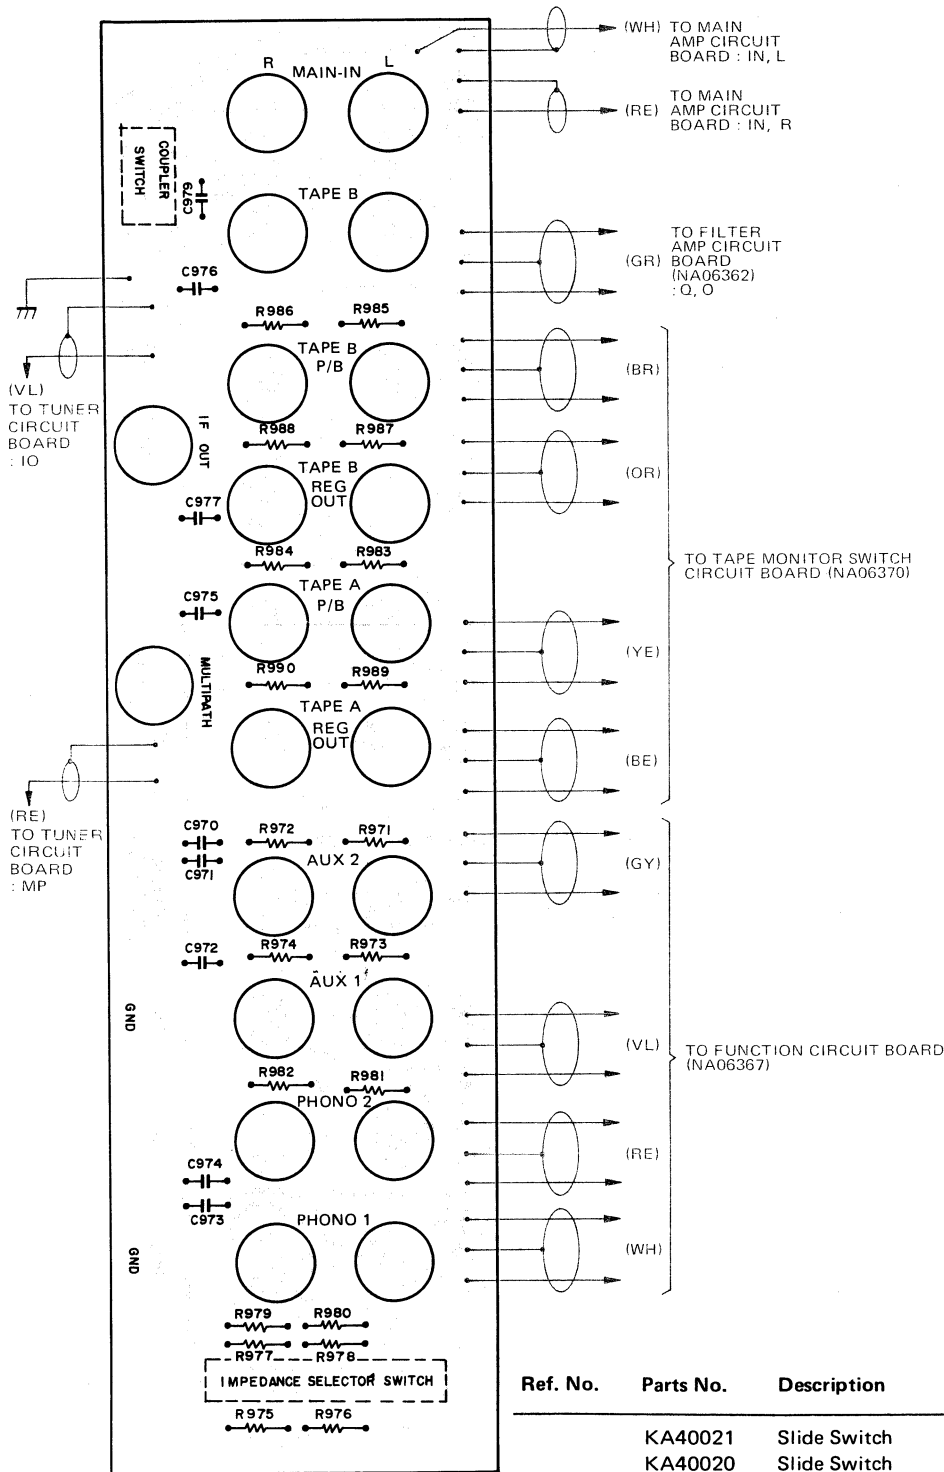 (WH) TO MAIN
AMP CIRCUIT
BOARD : IN, L
R
MAIN-IN
L
TO MAIN
(RE) AMP CIRCUIT
BOARD : IN, R
COUPLER
SWITCH
C979
TAPE B
TO FILTER
AMP CIRCUIT
(GR) BOARD
(NA06362)
: Q, O
C976
R986
R985
TAPE B
P/B
(BR)
(VL)
TO TUNER
CIRCUIT
BOARD
: IO
IF OUT
R988
R987
TAPE B
REG
OUT
(OR)
C977
R984
R983
TO TAPE MONITOR SWITCH
CIRCUIT BOARD (NA06370)
TAPE A
P/B
C975
(YE)
MULTIPATH
R990
R989
TAPE A
REG
OUT
(BE)
(RE)
TO TUNER
CIRCUIT
BOARD
: MP
C970
C971
R972
R971
AUX 2
(GY)
C972
R974
R973
AUX 1
GND
(VL)
TO FUNCTION CIRCUIT BOARD
(NA06367)
R982
R981
PHONO 2
(RE)
C974
C973
PHONO 1
GND
(WH)
R979
R980
R977
R978
IMPEDANCE SELECTOR SWITCH
R975
R976
Ref. No. Parts No. Description
KA40021 Slide Switch
KA40020 Slide Switch